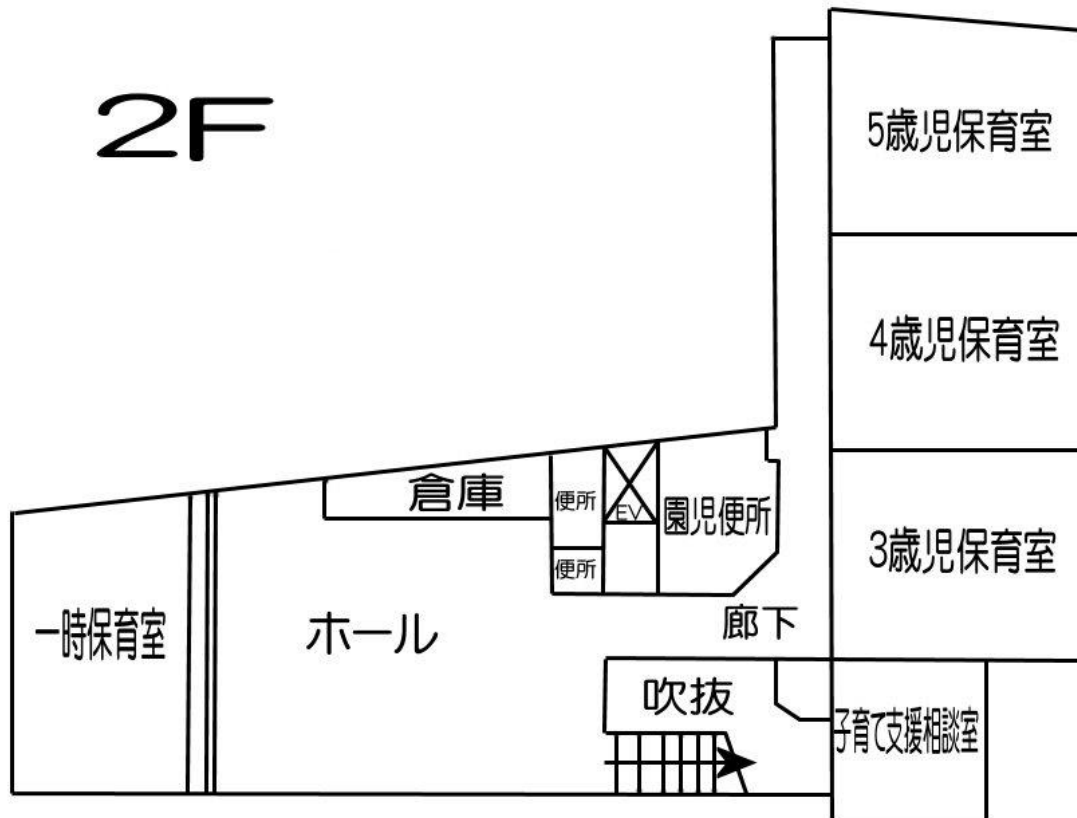 2F
5歳児保育室
4歳児保育室
倉庫
便所
EV
園児便所
3歳児保育室
便所
一時保育室
ホール
廊下
吹抜
子育て支援相談室